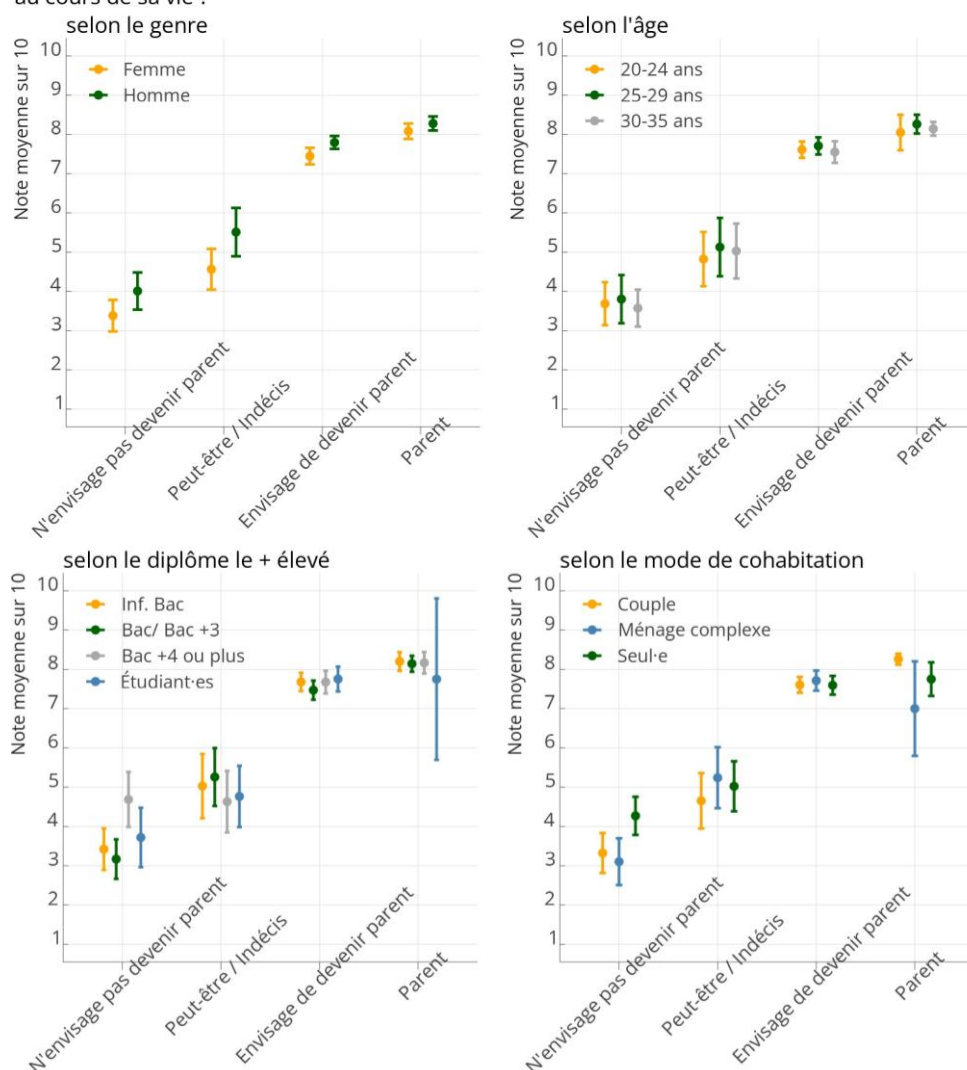 au cours de sa vie ?
selon le genre
Note moyenne sur 10
10
9
8
7
6
5
4
3
2
1
Femme
Homme
N'envisage pas devenir parent
Peut-être / Indécis
Envisage de devenir parent
Parent
selon l'âge
Note moyenne sur 10
10
9
8
7
6
5
4
3
2
1
20-24 ans
25-29 ans
30-35 ans
N'envisage pas devenir parent
Peut-être / Indécis
Envisage de devenir parent
Parent
selon le diplôme le + élevé
Note moyenne sur 10
10
9
8
7
6
5
4
3
2
1
Inf. Bac
Bac/ Bac +3
Bac +4 ou plus
Étudiant·es
N'envisage pas devenir parent
Peut-être / Indécis
Envisage de devenir parent
Parent
selon le mode de cohabitation
Note moyenne sur 10
10
9
8
7
6
5
4
3
2
1
Couple
Ménage complexe
Seul·e
N'envisage pas devenir parent
Peut-être / Indécis
Envisage de devenir parent
Parent